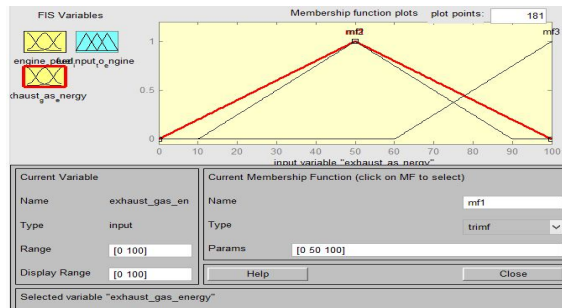 FIS Variables
Membership function plots
plot points:
181
mf2
mf3
1
0.5
0
0 10 20 30 40 50 60 70 80 90 100
input variable "exhaust_as_nergy"
Current Variable
Name exhaust_gas_en
Type input
Range [0 100]
Display Range [0 100]
Current Membership Function (click on MF to select)
Name mf1
Type trimf
Params [0 50 100]
Help Close
Selected variable "exhaust_gas_energy"